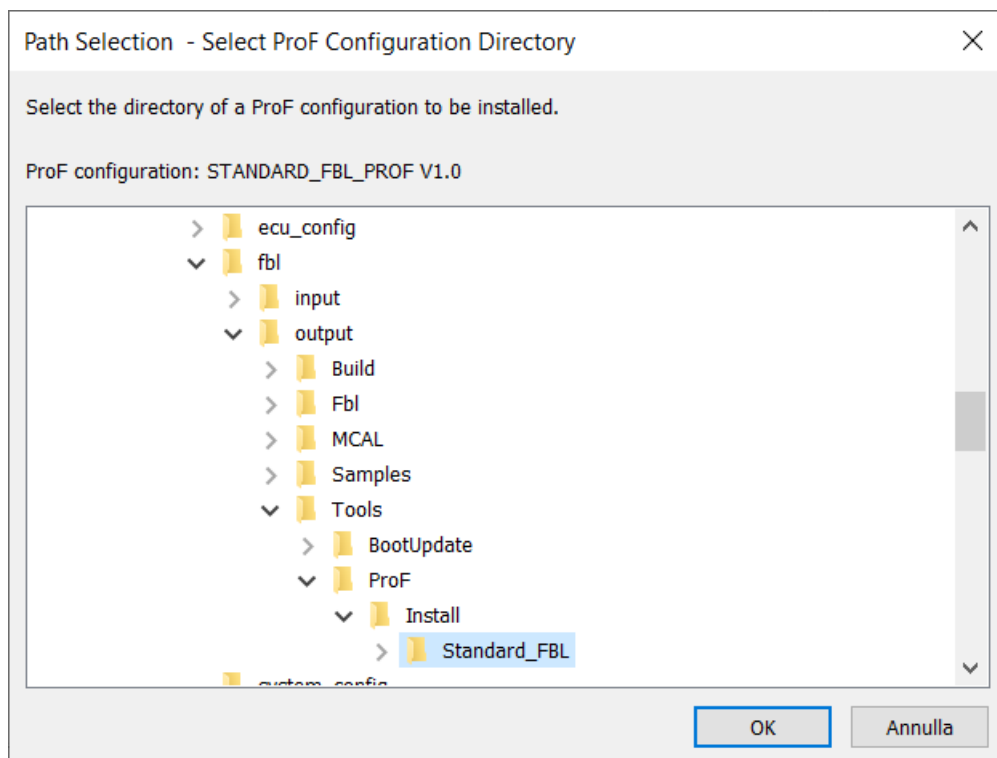 Path Selection - Select ProF Configuration Directory
Select the directory of a ProF configuration to be installed.
ProF configuration: STANDARD_FBL_PROF V1.0
ecu_config
fbl
input
output
Build
Fbl
MCAL
Samples
Tools
BootUpdate
ProF
Install
Standard_FBL
system_config
OK Annulla